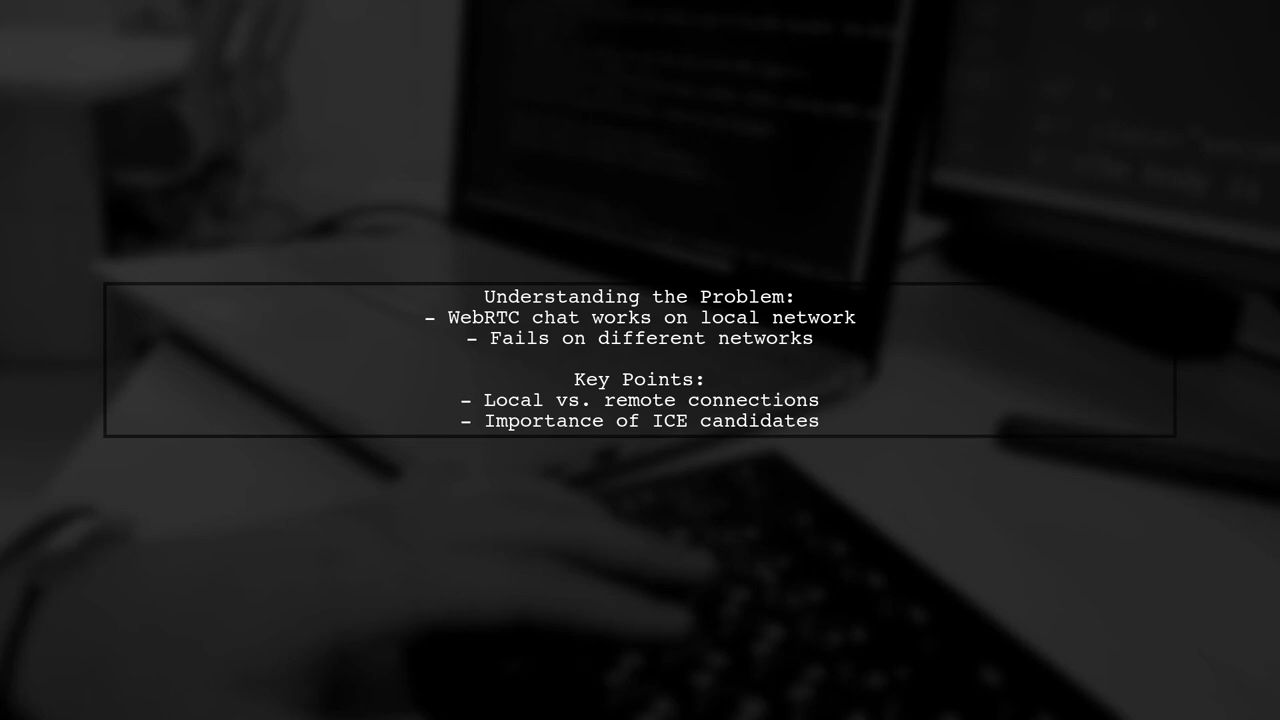 Understanding the Problem:
- WebRTC chat works on local network
- Fails on different networks
Key Points:
- Local vs. remote connections
- Importance of ICE candidates